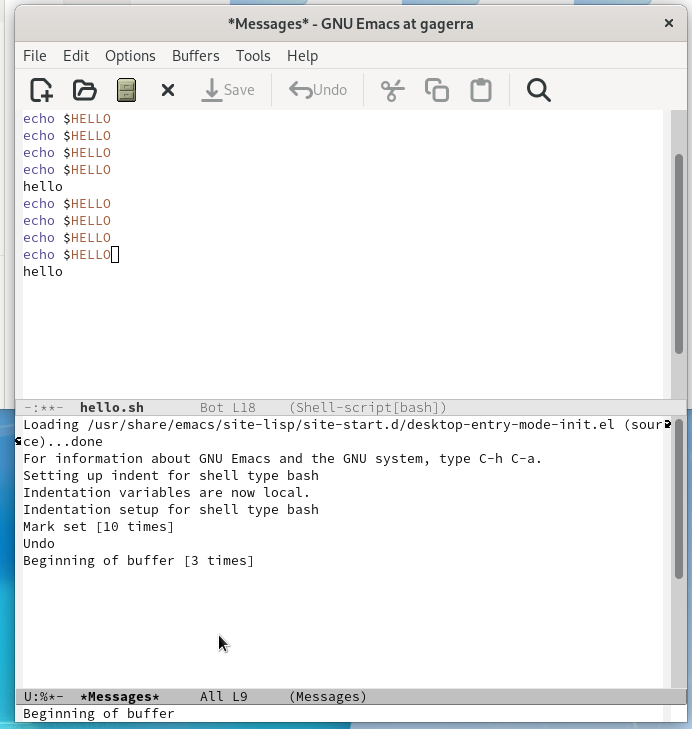 *Messages* - GNU Emacs at gagerra
File Edit Options Buffers Tools Help
Save Undo
echo $HELLO
echo $HELLO
echo $HELLO
echo $HELLO
hello
echo $HELLO
echo $HELLO
echo $HELLO
echo $HELLO
hello
-:**- hello.sh Bot L18 (Shell-script[bash])
Loading /usr/share/emacs/site-lisp/site-start.d/desktop-entry-mode-init.el (sour
ce)...done
For information about GNU Emacs and the GNU system, type C-h C-a.
Setting up indent for shell type bash
Indentation variables are now local.
Indentation setup for shell type bash
Mark set [10 times]
Undo
Beginning of buffer [3 times]
U:%*- *Messages* All L9 (Messages)
Beginning of buffer